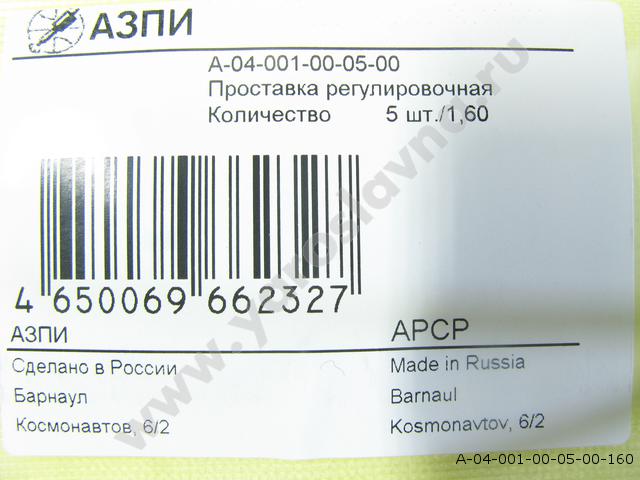 АЗПИ
А-04-001-00-05-00
Проставка регулировочная
Количество 5 шт./1,60
4 650069 662327
АЗПИ APCP
Сделано в России Made in Russia
Барнаул Barnaul
Космонавтов, 6/2 Kosmonavtov, 6/2
www.yaroslavna.ru
А-04-001-00-05-00-160